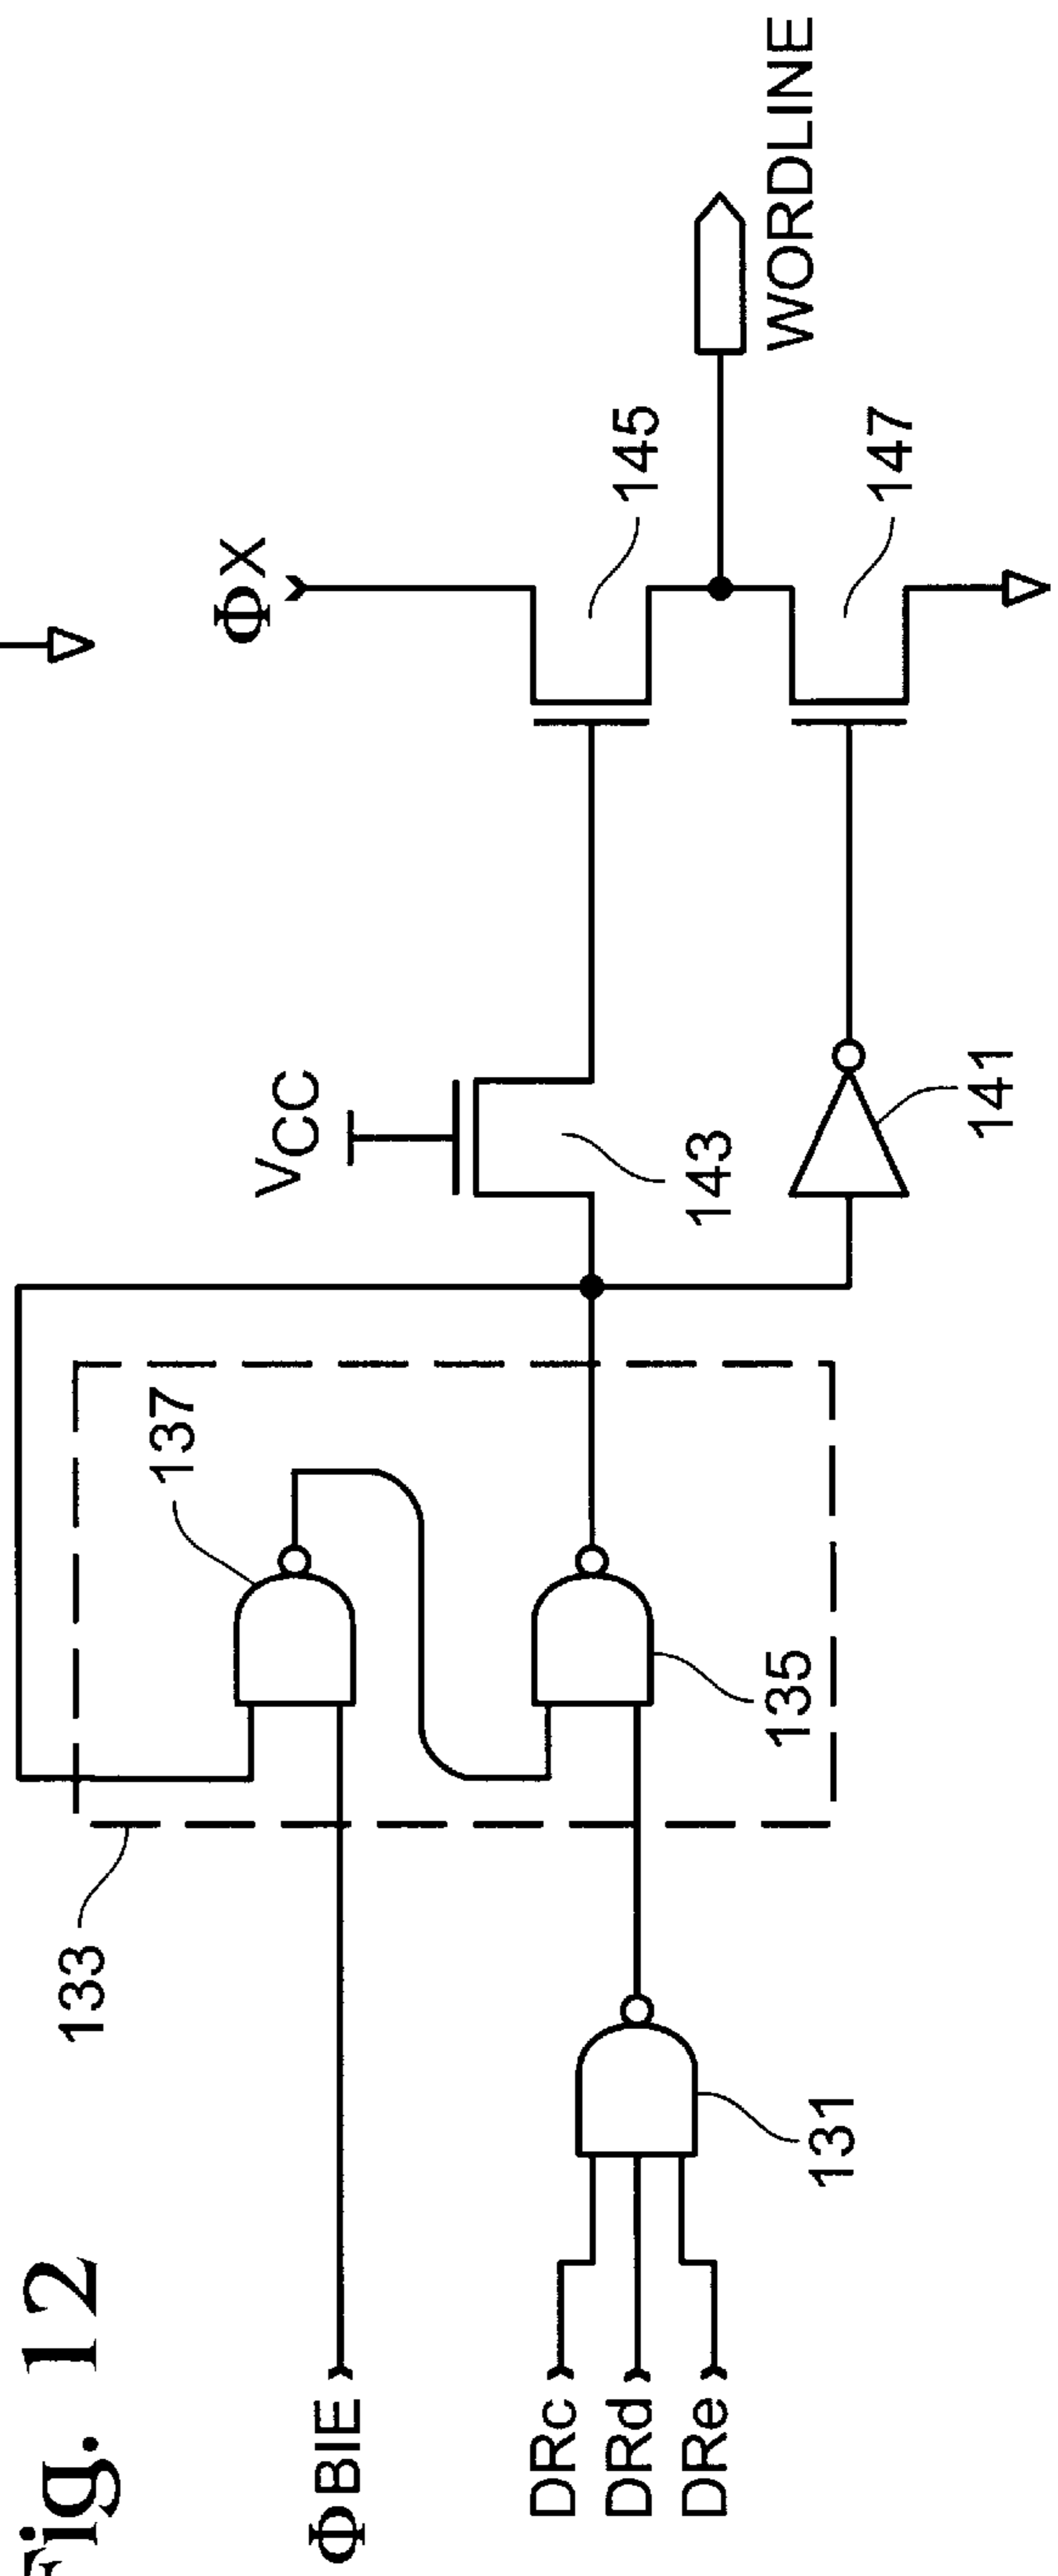 Fig. 12
ΦBIE
DRc
DRd
DRe
131
133
137
135
VCC
143
141
ΦX
145
147
WORDLINE